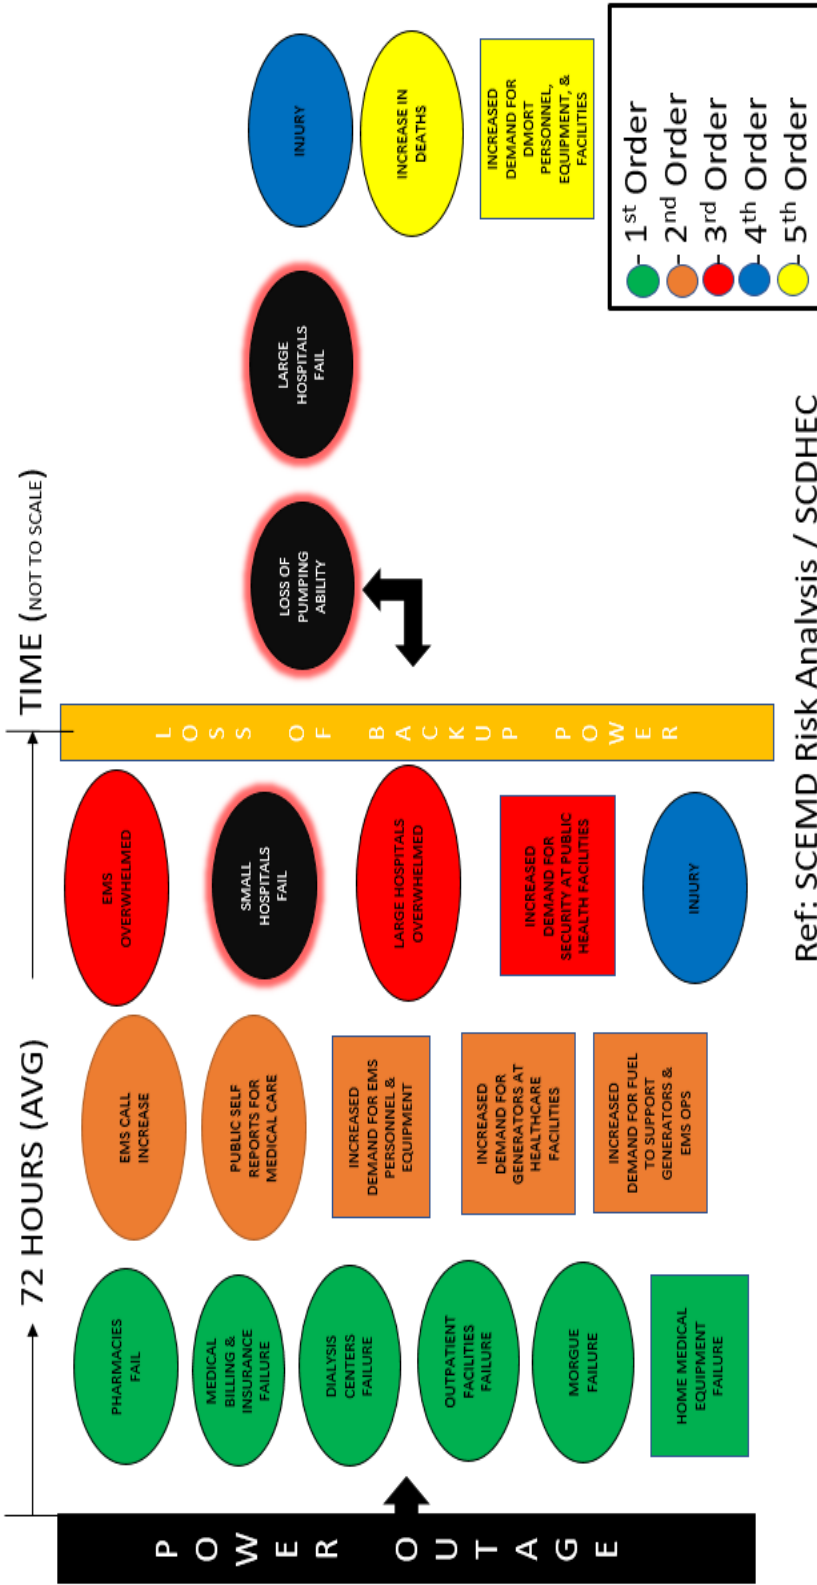 72 HOURS (AVG)
TIME (NOT TO SCALE)
POWER OUTAGE
PHARMACIES
FAIL
MEDICAL
BILLING &
INSURANCE
FAILURE
DIALYSIS
CENTERS
FAILURE
OUTPATIENT
FACILITIES
FAILURE
MORGUE
FAILURE
HOME MEDICAL
EQUIPMENT
FAILURE
EMS CALL
INCREASE
PUBLIC SELF
REPORTS FOR
MEDICAL CARE
INCREASED
DEMAND FOR EMS
PERSONNEL &
EQUIPMENT
INCREASED
DEMAND FOR
GENERATORS AT
HEALTHCARE
FACILITIES
INCREASED
DEMAND FOR FUEL
TO SUPPORT
GENERATORS &
EMS OPS
EMS
OVERWHELMED
SMALL
HOSPITALS
FAIL
LARGE HOSPITALS
OVERWHELMED
INCREASED
DEMAND FOR
SECURITY AT PUBLIC
HEALTH FACILITIES
INJURY
LOSS OF BACKUP POWER
LOSS OF
PUMPING
ABILITY
LARGE
HOSPITALS
FAIL
INJURY
INCREASE IN
DEATHS
INCREASED
DEMAND FOR
DMORT
PERSONNEL,
EQUIPMENT, &
FACILITIES
- 1st Order
- 2nd Order
- 3rd Order
- 4th Order
- 5th Order
Ref: SCEMD Risk Analysis / SCDHEC